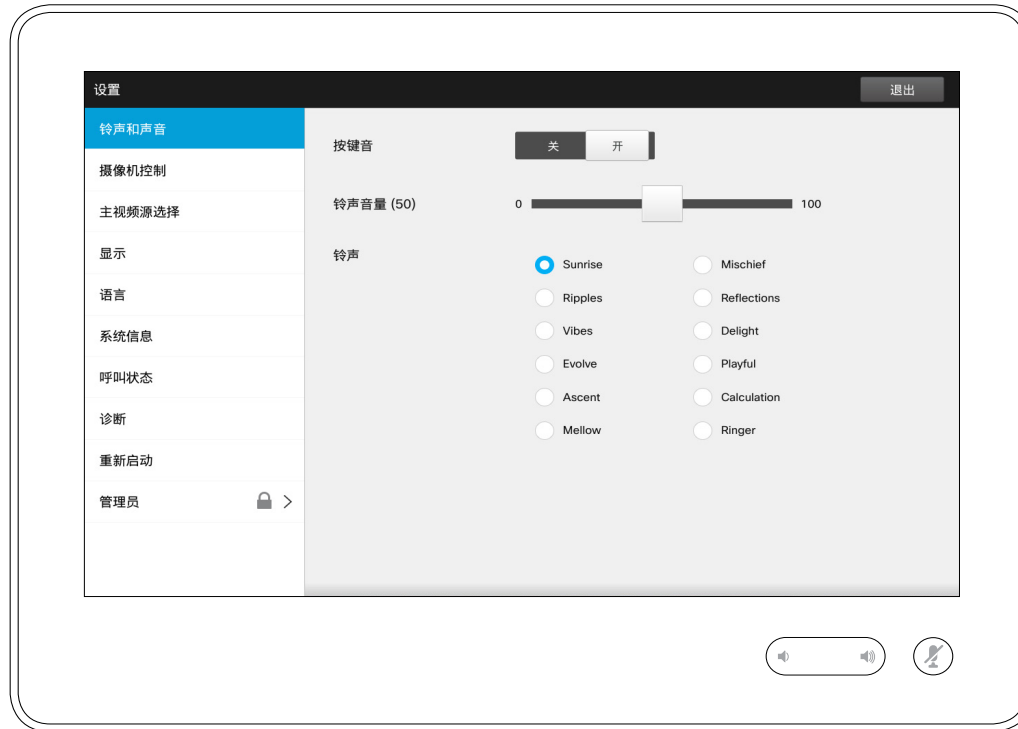 设置
退出
铃声和声音
摄像机控制
主视频源选择
显示
语言
系统信息
呼叫状态
诊断
重新启动
管理员
按键音
关 开
铃声音量 (50)
0 100
铃声
Sunrise Mischief
Ripples Reflections
Vibes Delight
Evolve Playful
Ascent Calculation
Mellow Ringer